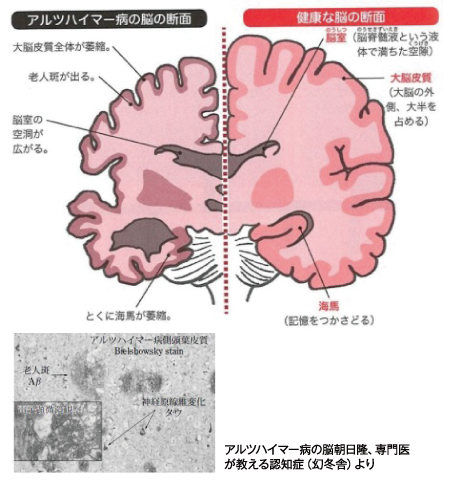 アルツハイマー病の脳の断面
大脳皮質全体が萎縮。
老人斑が出る。
脳室の
空洞が
広がる。
とくに海馬が萎縮。
健康な脳の断面
のうしつ
のうせきずいえき
脳室（脳脊髄液という液
くうげき
体で満ちた空隙）
大脳皮質
（大脳の外
側、大半を
占める）
海馬
（記憶をつかさどる）
アルツハイマー病側頭葉皮質
Bielshowsky stain
老人斑
Aβ
神経原線維変化
タウ
アルツハイマー病の脳朝日隆、専門医
が教える認知症（幻冬舎）より